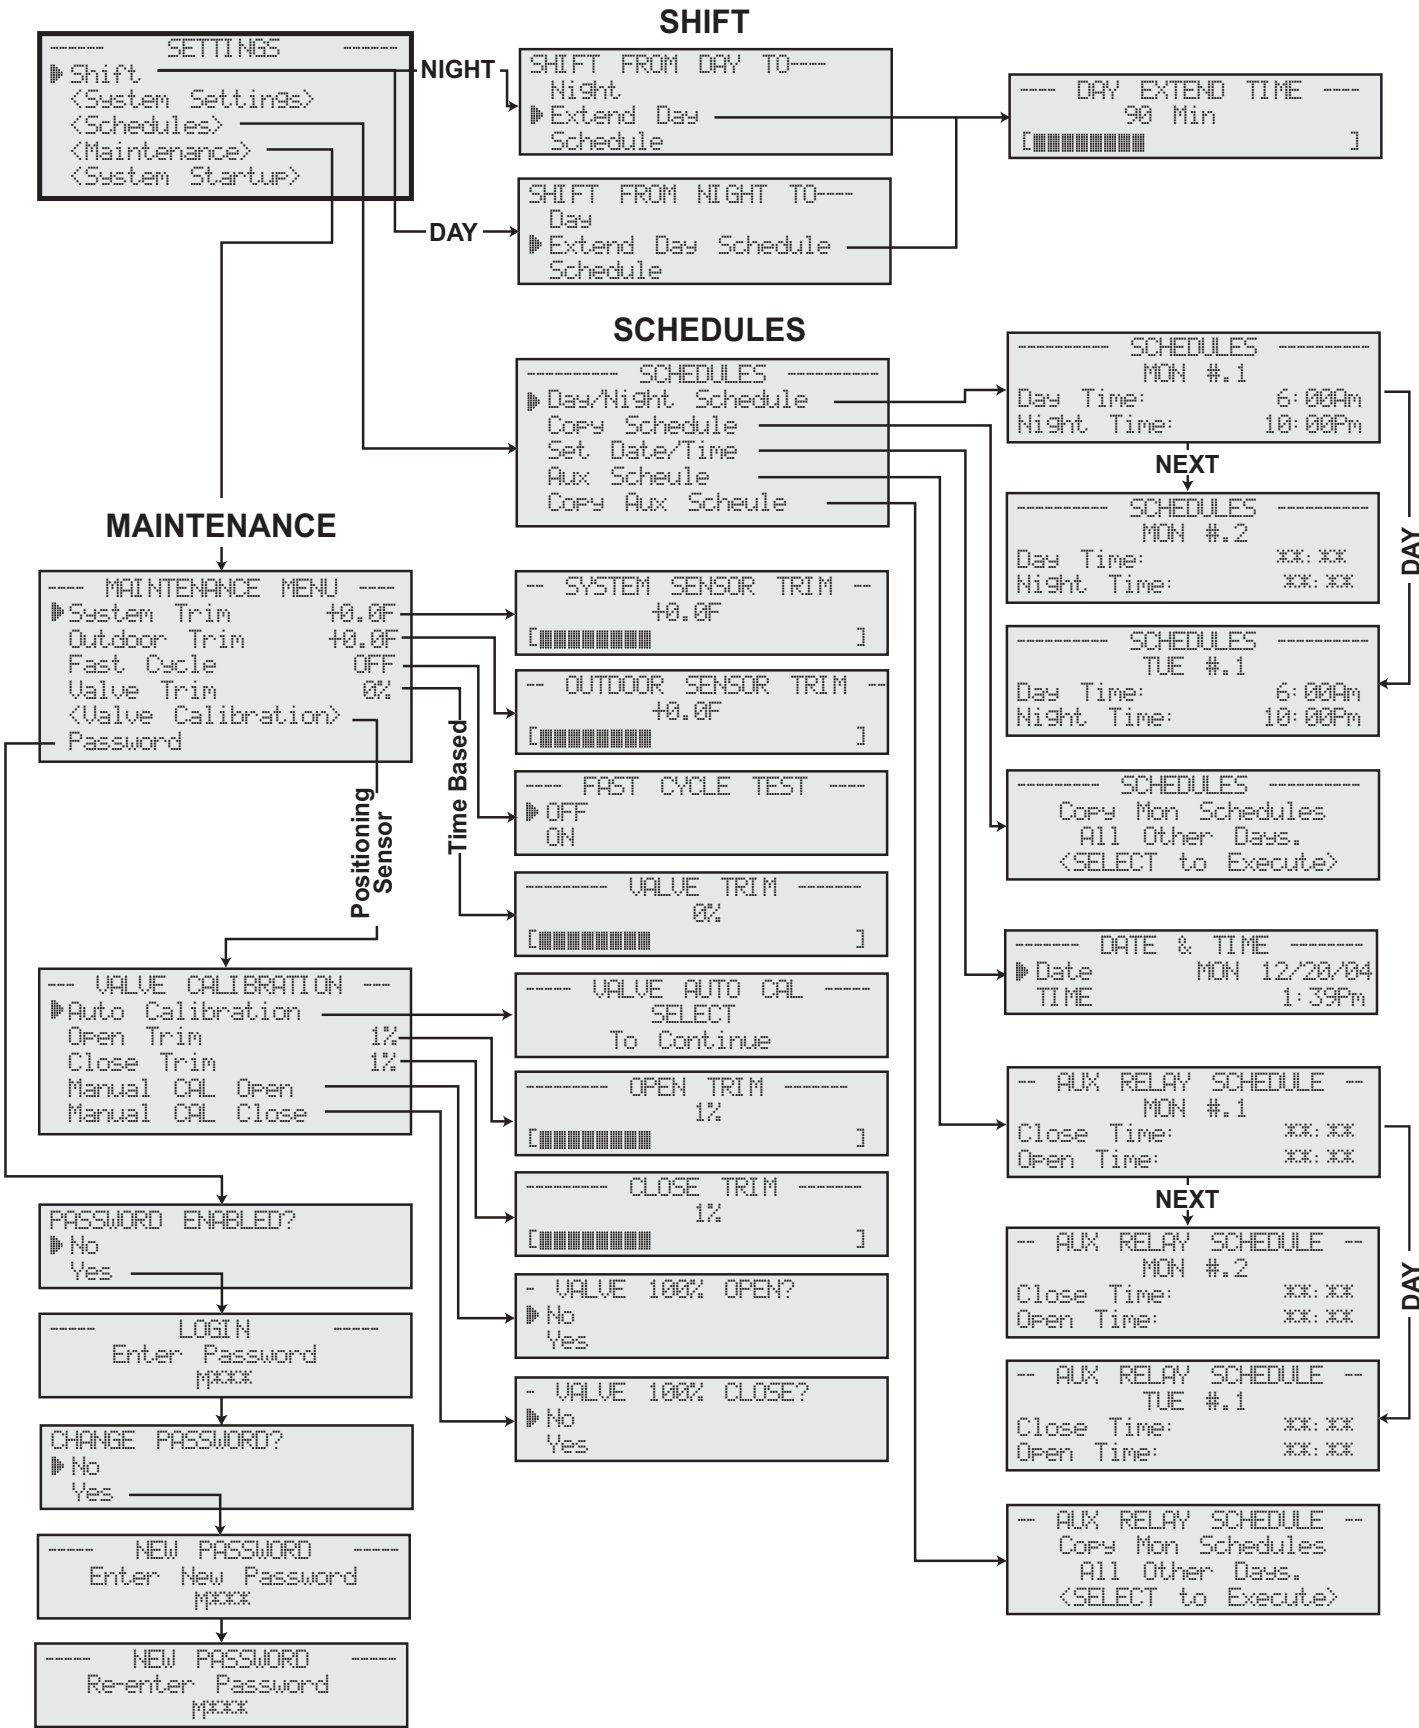 SHIFT
------ SETTINGS ------
Shift
<System Settings>
<Schedules>
<Maintenance>
<System Startup>
NIGHT
SHIFT FROM DAY TO----
Night
Extend Day
Schedule
---- DAY EXTEND TIME ----
90 Min
[ ]
DAY
SHIFT FROM NIGHT TO----
Day
Extend Day Schedule
Schedule
SCHEDULES
---------- SCHEDULES ----------
Day/Night Schedule
Copy Schedule
Set Date/Time
Aux Scheule
Copy Aux Scheule
---------- SCHEDULES ----------
MON #.1
Day Time: 6:00Am
Night Time: 10:00Pm
NEXT
---------- SCHEDULES ----------
MON #.2
Day Time: **:**
Night Time: **:**
DAY
---------- SCHEDULES ----------
TUE #.1
Day Time: 6:00Am
Night Time: 10:00Pm
--------- SCHEDULES ----------
Copy Mon Schedules
All Other Days.
<SELECT to Execute>
------- DATE & TIME --------
Date MON 12/20/04
TIME 1:39Pm
-- AUX RELAY SCHEDULE --
MON #.1
Close Time: **:**
Open Time: **:**
NEXT
-- AUX RELAY SCHEDULE --
MON #.2
Close Time: **:**
Open Time: **:**
DAY
-- AUX RELAY SCHEDULE --
TUE #.1
Close Time: **:**
Open Time: **:**
-- AUX RELAY SCHEDULE --
Copy Mon Schedules
All Other Days.
<SELECT to Execute>
MAINTENANCE
---- MAINTENANCE MENU ----
System Trim +0.0F
Outdoor Trim +0.0F
Fast Cycle OFF
Valve Trim 0%
<Valve Calibration>
Password
Positioning
Sensor
Time Based
-- SYSTEM SENSOR TRIM --
+0.0F
[ ]
-- OUTDOOR SENSOR TRIM --
+0.0F
[ ]
---- FAST CYCLE TEST ----
OFF
ON
--------- VALVE TRIM -------
0%
[ ]
--- VALVE CALIBRATION ---
Auto Calibration
Open Trim 1%
Close Trim 1%
Manual CAL Open
Manual CAL Close
----- VALVE AUTO CAL -----
SELECT
To Continue
--------- OPEN TRIM -------
1%
[ ]
--------- CLOSE TRIM -------
1%
[ ]
- VALVE 100% OPEN?
No
Yes
- VALVE 100% CLOSE?
No
Yes
PASSWORD ENABLED?
No
Yes
----- LOGIN -----
Enter Password
M***
CHANGE PASSWORD?
No
Yes
----- NEW PASSWORD -----
Enter New Password
M***
----- NEW PASSWORD -----
Re-enter Password
M***